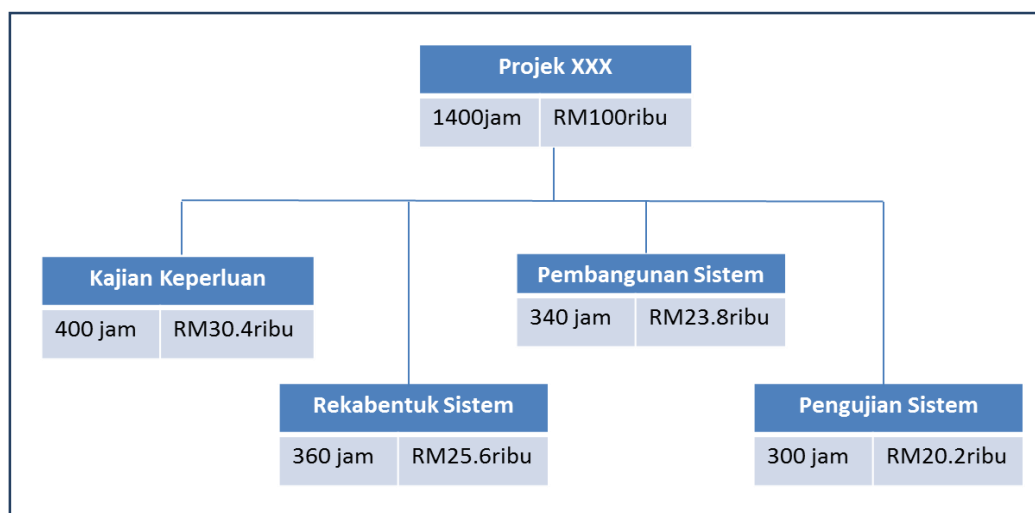 Projek XXX
1400jam RM100ribu
Kajian Keperluan
400 jam RM30.4ribu
Pembangunan Sistem
340 jam RM23.8ribu
Rekabentuk Sistem
360 jam RM25.6ribu
Pengujian Sistem
300 jam RM20.2ribu